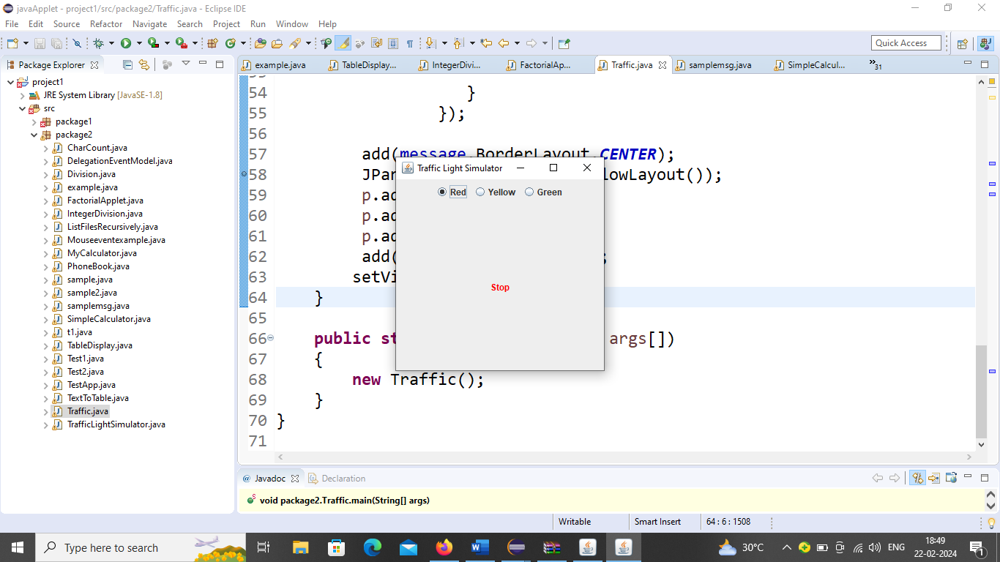 javaApplet - project1/src/package2/Traffic.java - Eclipse IDE
File Edit Source Refactor Navigate Search Project Run Window Help
Quick Access
Package Explorer
example.java TableDisplay... IntegerDivi... FactorialAp... Traffic.java samplemsg.java SimpleCalcul... »31
project1
JRE System Library [JavaSE-1.8]
src
package1
package2
CharCount.java
DelegationEventModel.java
Division.java
example.java
FactorialApplet.java
IntegerDivision.java
ListFilesRecursively.java
Mouseeventexample.java
MyCalculator.java
PhoneBook.java
sample.java
sample2.java
samplemsg.java
SimpleCalculator.java
t1.java
TableDisplay.java
Test1.java
Test2.java
TestApp.java
TextToTable.java
Traffic.java
TrafficLightSimulator.java
54 }
55 });
56
57 add(message,BorderLayout.CENTER);
58 JPan lowLayout());
59 p.ad
60 p.ad
61 p.ad
62 add( ;
63 setVi
64 }
65
66 public st args[])
67 {
68 new Traffic();
69 }
70 }
71
Traffic Light Simulator
Red Yellow Green
Stop
@ Javadoc Declaration
void package2.Traffic.main(String[] args)
Writable Smart Insert 64 : 6 : 1508
Type here to search
30°C ENG 18:49
22-02-2024
1